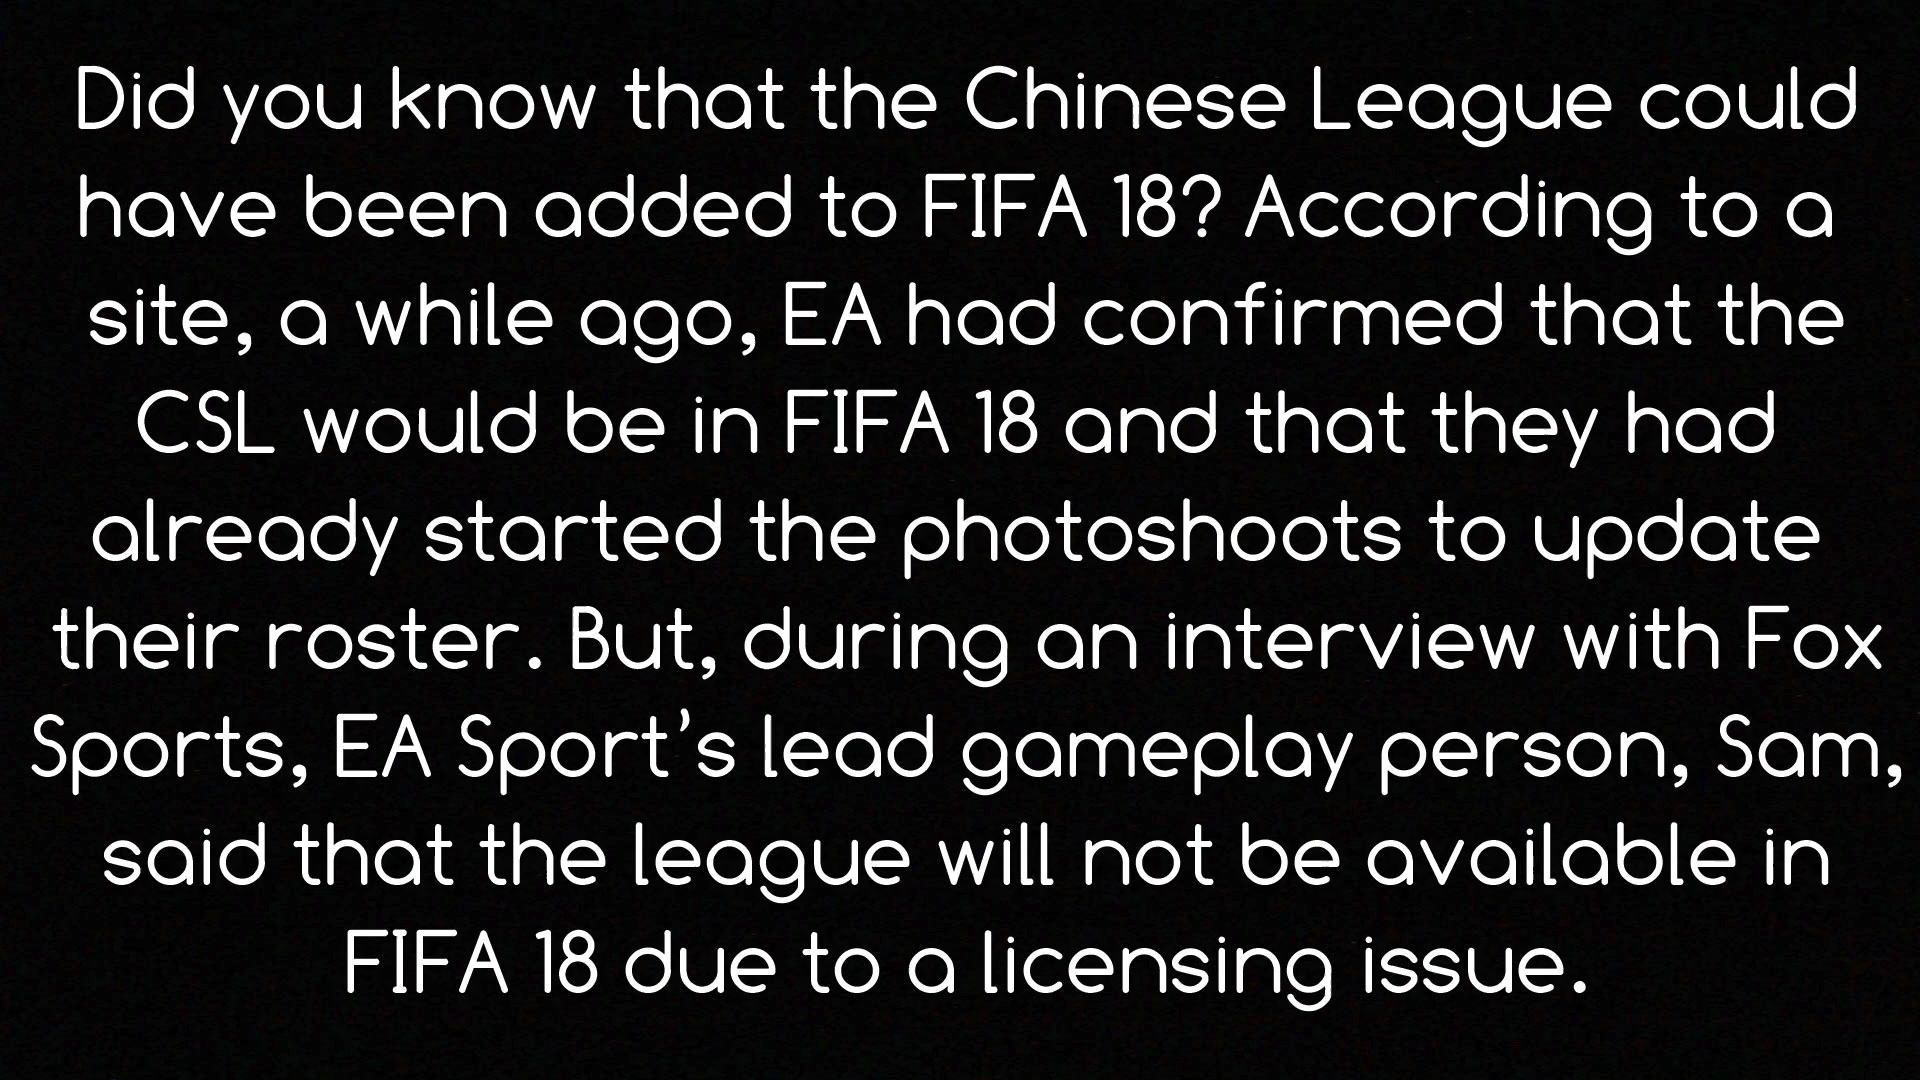 Did you know that the Chinese League could
have been added to FIFA 18? According to a
site, a while ago, EA had confirmed that the
CSL would be in FIFA 18 and that they had
already started the photoshoots to update
their roster. But, during an interview with Fox
Sports, EA Sport's lead gameplay person, Sam,
said that the league will not be available in
FIFA 18 due to a licensing issue.